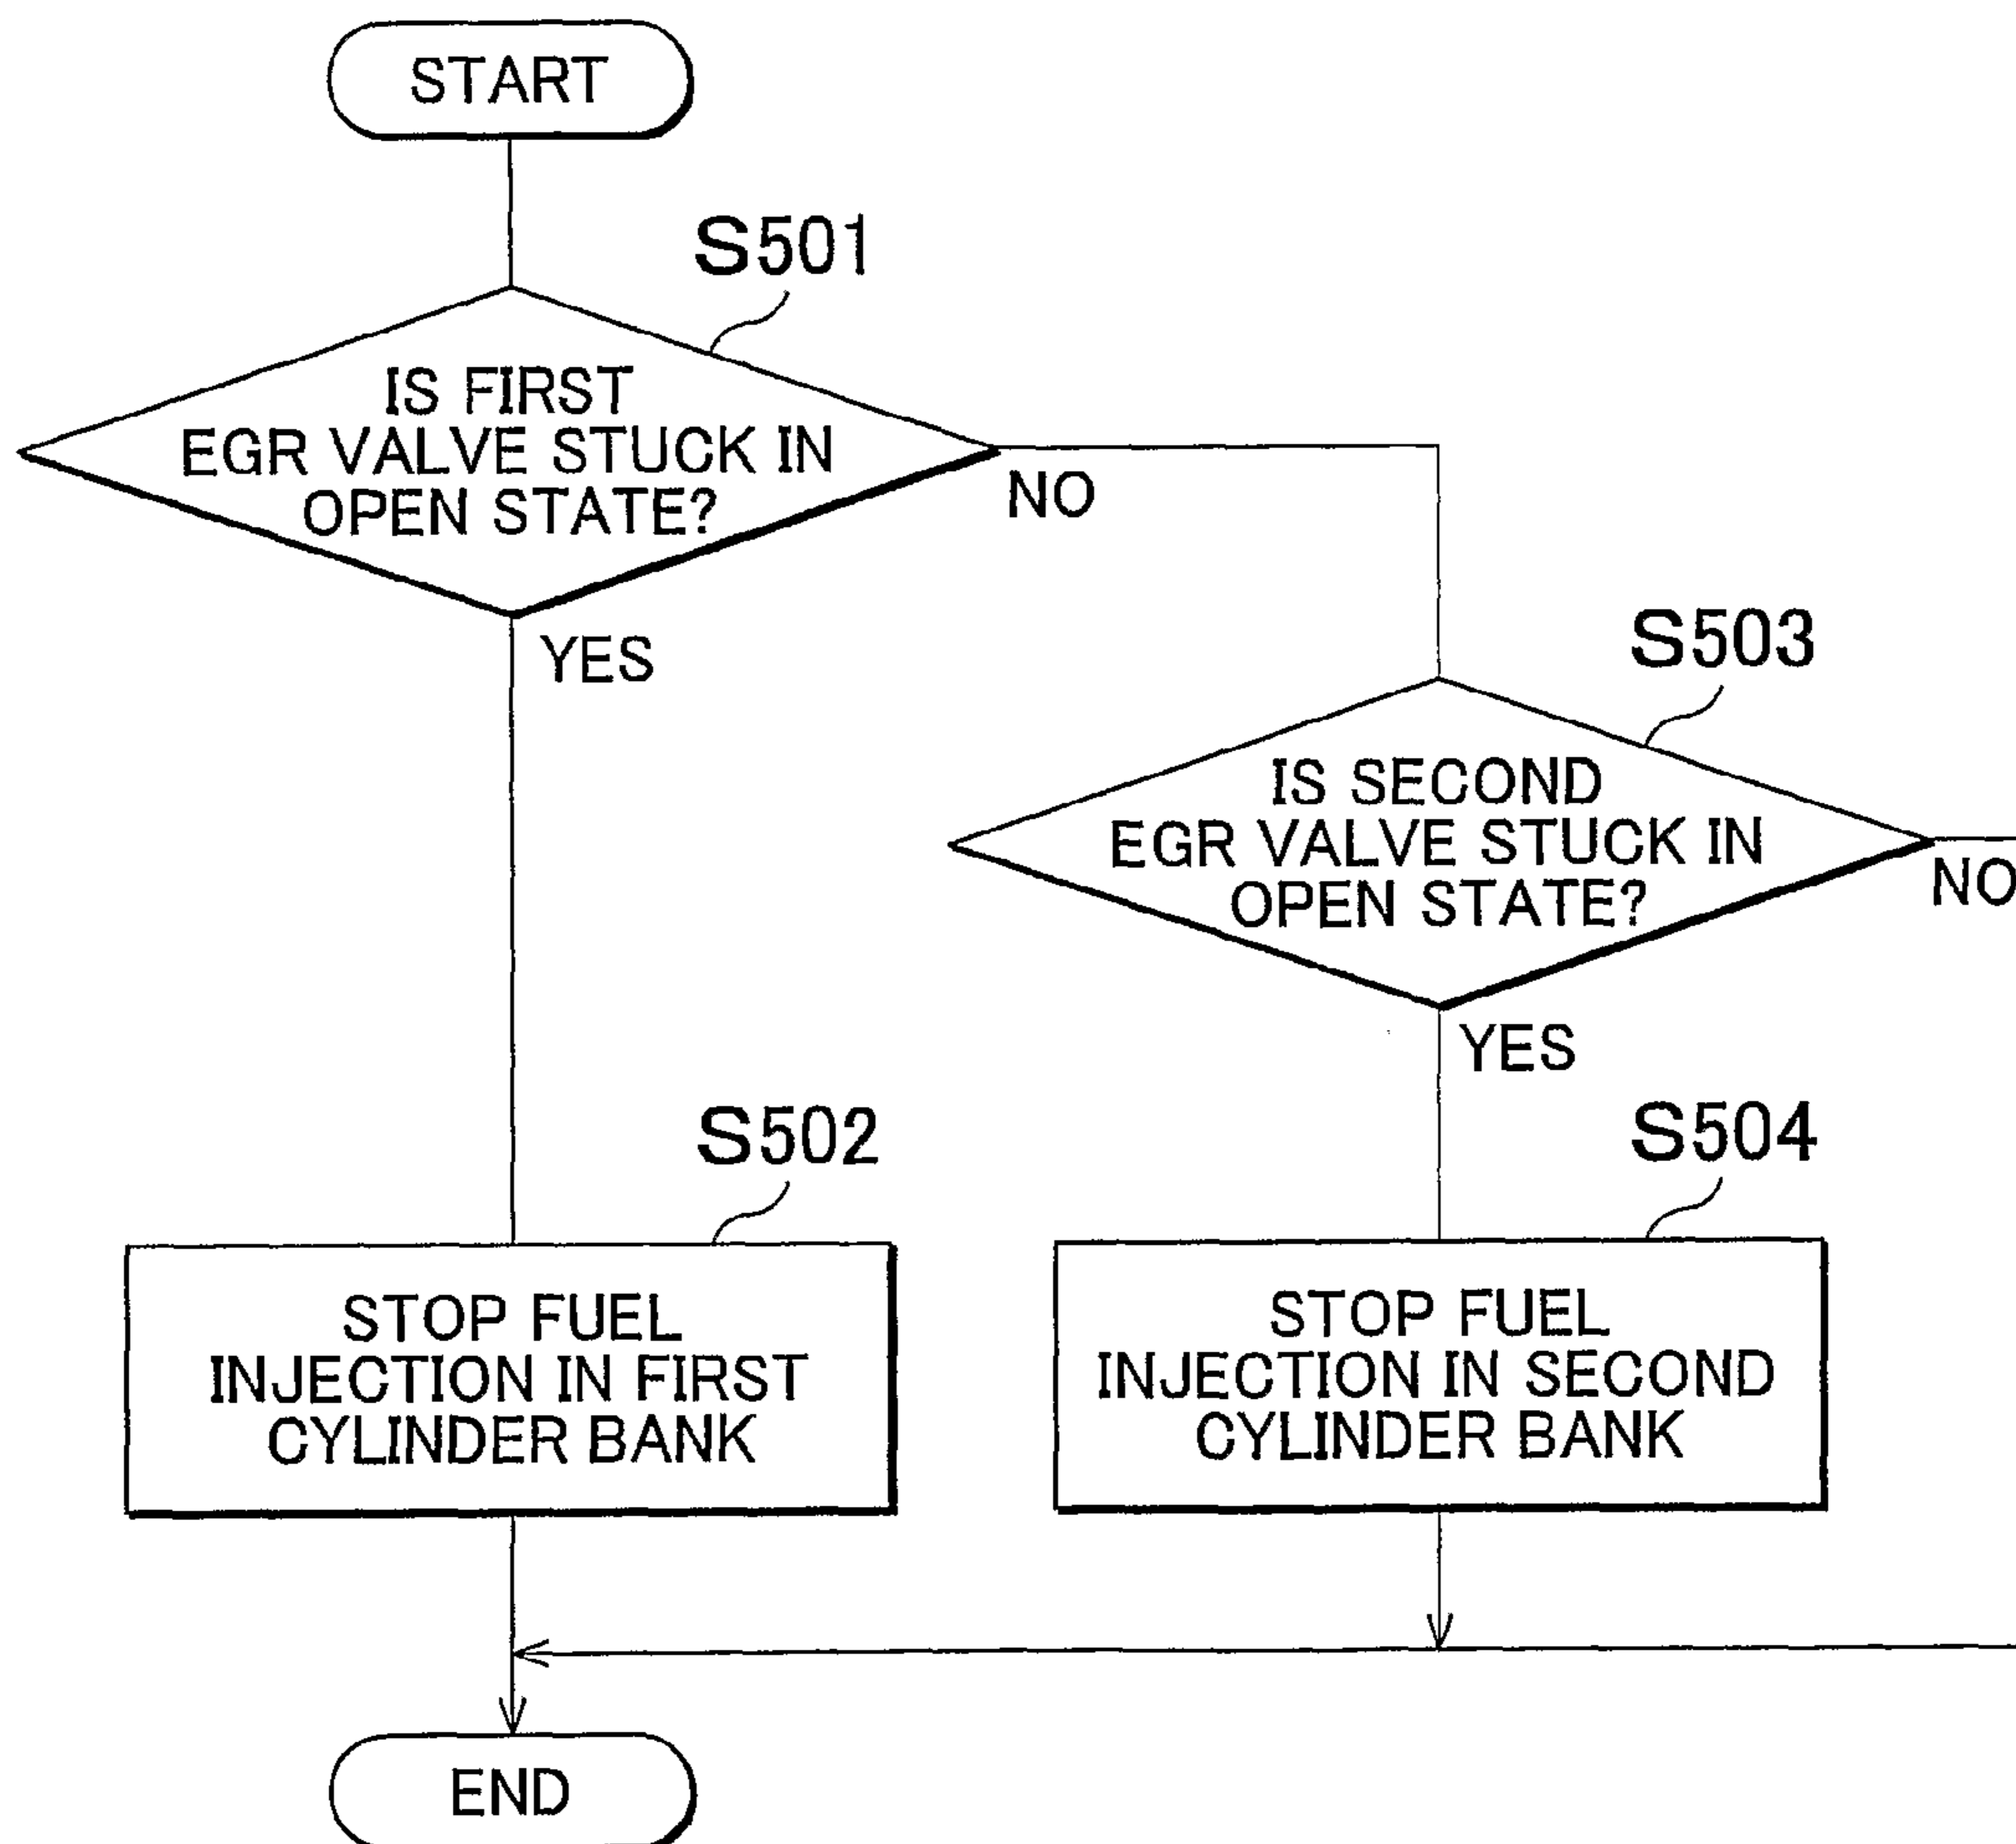 START
S501
IS FIRST
EGR VALVE STUCK IN
OPEN STATE?
NO
YES
S503
IS SECOND
EGR VALVE STUCK IN
OPEN STATE?
NO
YES
S502
STOP FUEL
INJECTION IN FIRST
CYLINDER BANK
S504
STOP FUEL
INJECTION IN SECOND
CYLINDER BANK
END